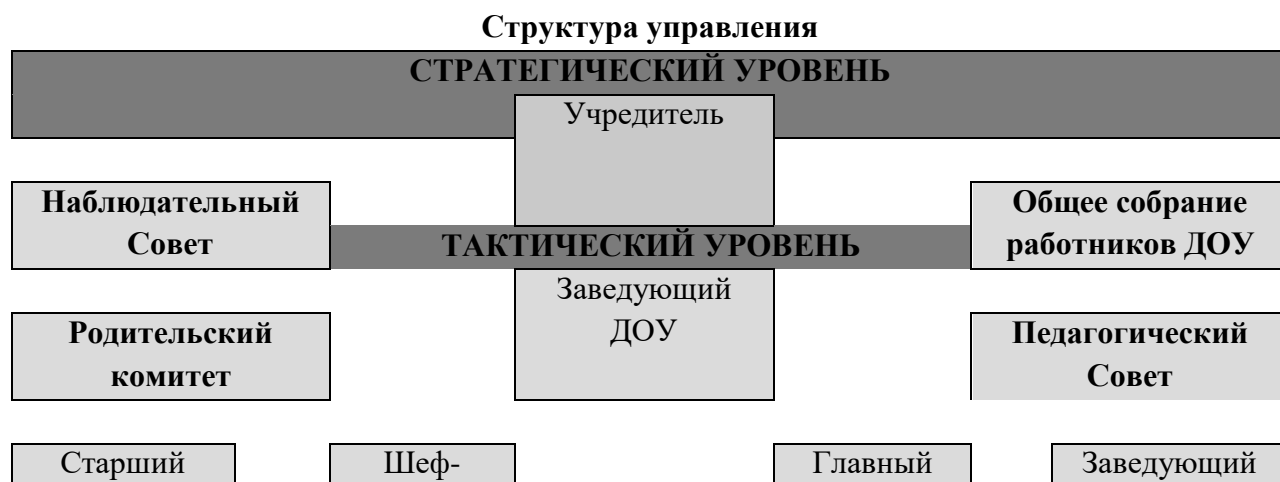 Структура управления
СТРАТЕГИЧЕСКИЙ УРОВЕНЬ
Учредитель
Наблюдательный
Совет
Общее собрание
работников ДОУ
ТАКТИЧЕСКИЙ УРОВЕНЬ
Заведующий
ДОУ
Родительский
комитет
Педагогический
Совет
Старший
Шеф-
Главный
Заведующий